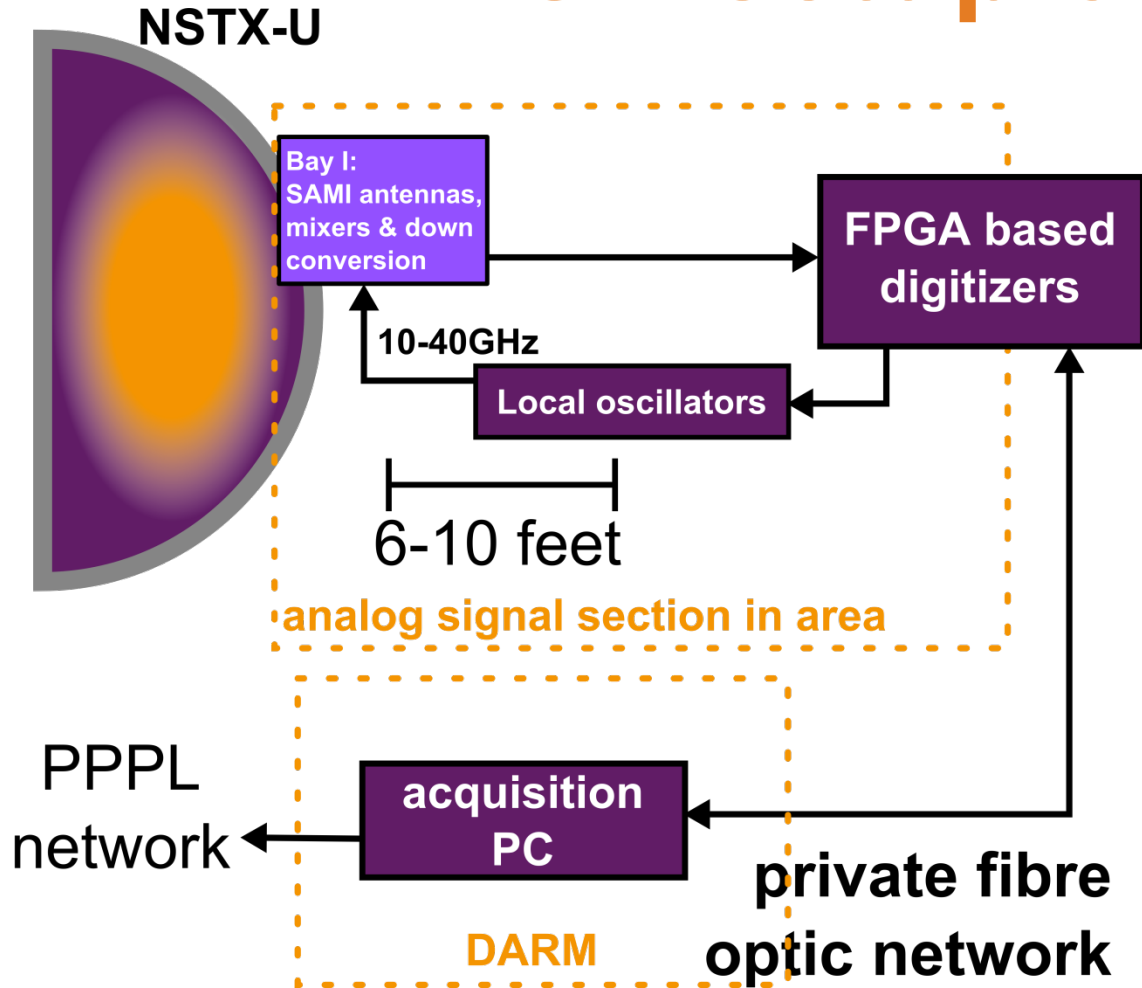 NSTX-U
Bay I:
SAMI antennas,
mixers & down
conversion
FPGA based
digitizers
10-40GHz
Local oscillators
6-10 feet
analog signal section in area
PPPL
network
acquisition
PC
private fibre
optic network
DARM